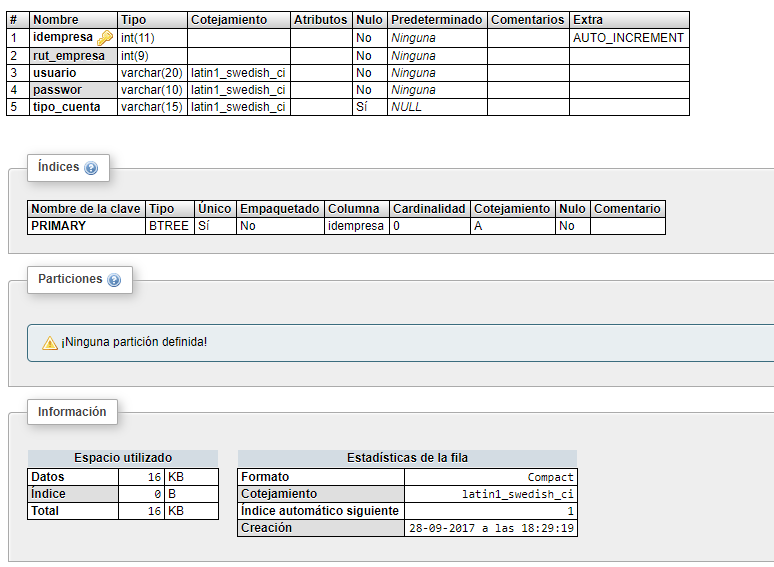 # Nombre Tipo Cotejamiento Atributos Nulo Predeterminado Comentarios Extra
1 idempresa int(11) No Ninguna AUTO_INCREMENT
2 rut_empresa int(9) No Ninguna
3 usuario varchar(20) latin1_swedish_ci No Ninguna
4 passwor varchar(10) latin1_swedish_ci No Ninguna
5 tipo_cuenta varchar(15) latin1_swedish_ci Sí NULL
Índices
Nombre de la clave Tipo Único Empaquetado Columna Cardinalidad Cotejamiento Nulo Comentario
PRIMARY BTREE Sí No idempresa 0 A No
Particiones
¡Ninguna partición definida!
Información
Espacio utilizado
Datos 16 KB
Índice 0 B
Total 16 KB
Estadísticas de la fila
Formato Compact
Cotejamiento latin1_swedish_ci
Índice automático siguiente 1
Creación 28-09-2017 a las 18:29:19